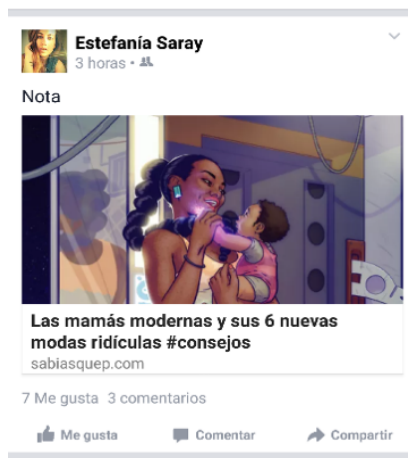 Estefanía Saray
3 horas •
Nota
Las mamás modernas y sus 6 nuevas
modas ridículas #consejos
sabiasquep.com
7 Me gusta 3 comentarios
Me gusta Comentar Compartir